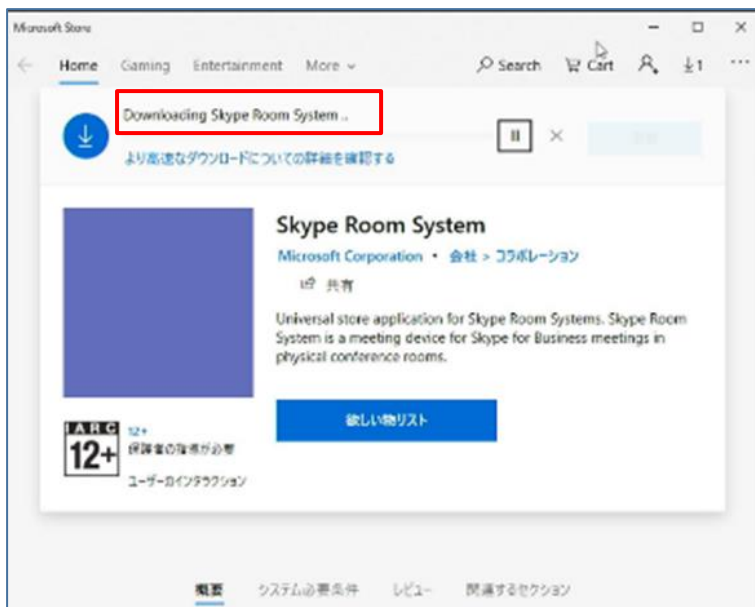 Microsoft Store
Home Gaming Entertainment More Search Cart 1
Downloading Skype Room System ..
より高速なダウンロードについての詳細を確認する
Skype Room System
Microsoft Corporation • 会社 > コラボレーション
共有
Universal store application for Skype Room Systems. Skype Room
System is a meeting device for Skype for Business meetings in
physical conference rooms.
欲しい物リスト
IARC
12+
12+
保護者の指導が必要
ユーザーのインタラクション
概要 システム必要条件 レビュー 関連するセクション